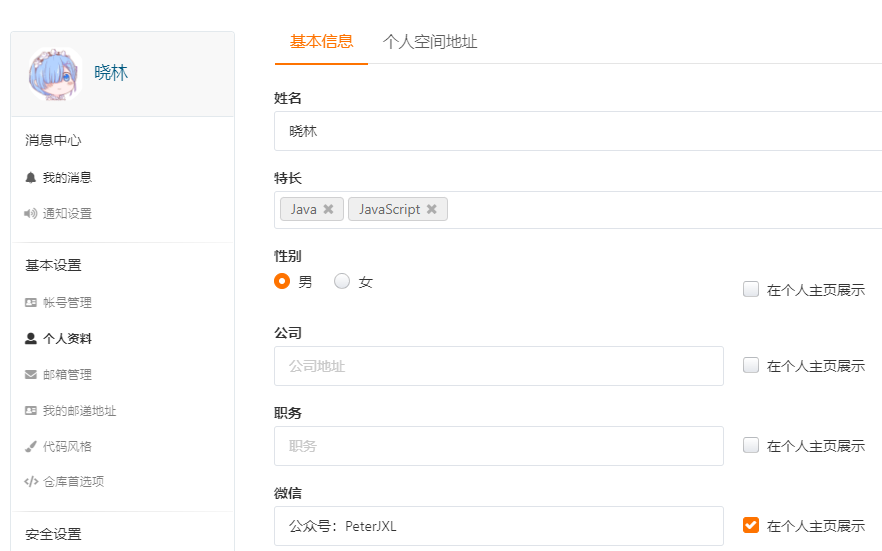 晓林
消息中心
我的消息
通知设置
基本设置
帐号管理
个人资料
邮箱管理
我的邮递地址
代码风格
仓库首选项
安全设置
基本信息 个人空间地址
姓名
晓林
特长
Java ✖ JavaScript ✖
性别
男 女 在个人主页展示
公司
公司地址 在个人主页展示
职务
职务 在个人主页展示
微信
公众号：PeterJXL 在个人主页展示